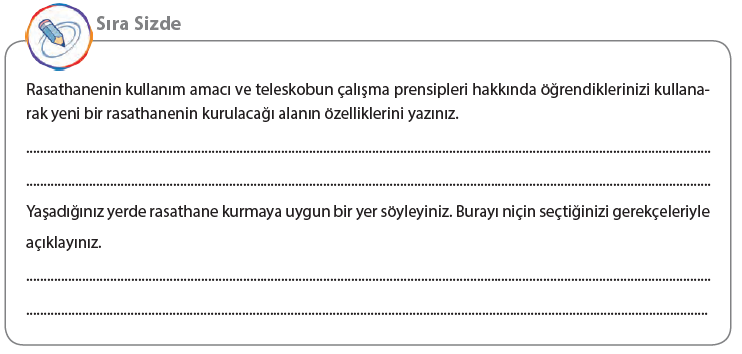 Sıra Sizde
Rasathanenin kullanım amacı ve teleskobun çalışma prensipleri hakkında öğrendiklerinizi kullana-
rak yeni bir rasathanenin kurulacağı alanın özelliklerini yazınız.
Yaşadığınız yerde rasathane kurmaya uygun bir yer söyleyiniz. Burayı niçin seçtiğinizi gerekçeleriyle
açıklayınız.